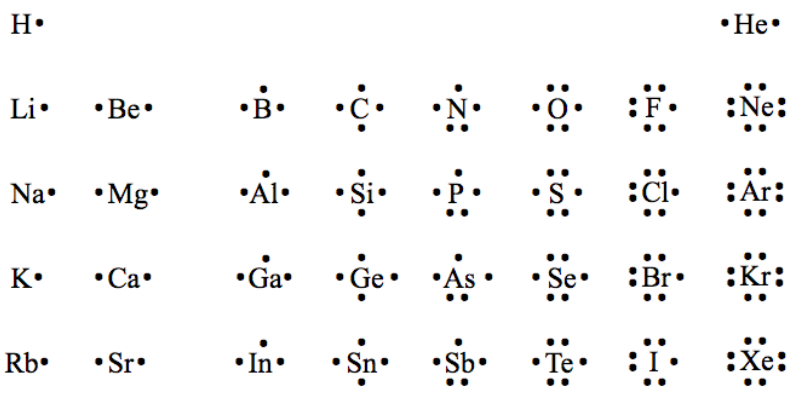 H• •He•
Li• •Be• •B• •C• •N• •O• :F• :Ne:
Na• •Mg• •Al• •Si• •P• •S• :Cl• :Ar:
K• •Ca• •Ga• •Ge• •As• •Se• :Br• :Kr:
Rb• •Sr• •In• •Sn• •Sb• •Te• :I• :Xe: